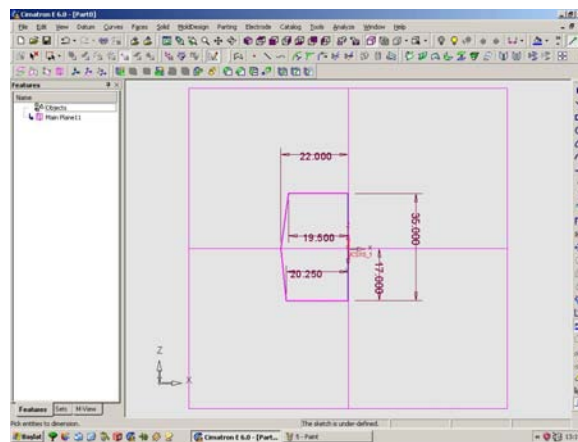 Cimatron E 6.0 - [Part0]
File Edit View Datum Curves Faces Solid MoldDesign Parting Electrode Catalog Tools Analyze Window Help
Features
Name
Objects
Main Plane11
22.000
19.500
35.000
20.250
17.000
X
Z
X
Features Sets M-View
Pick entities to dimension.
The sketch is under-defined.
Başlat
Cimatron E 6.0 - [Part...
5 - Paint